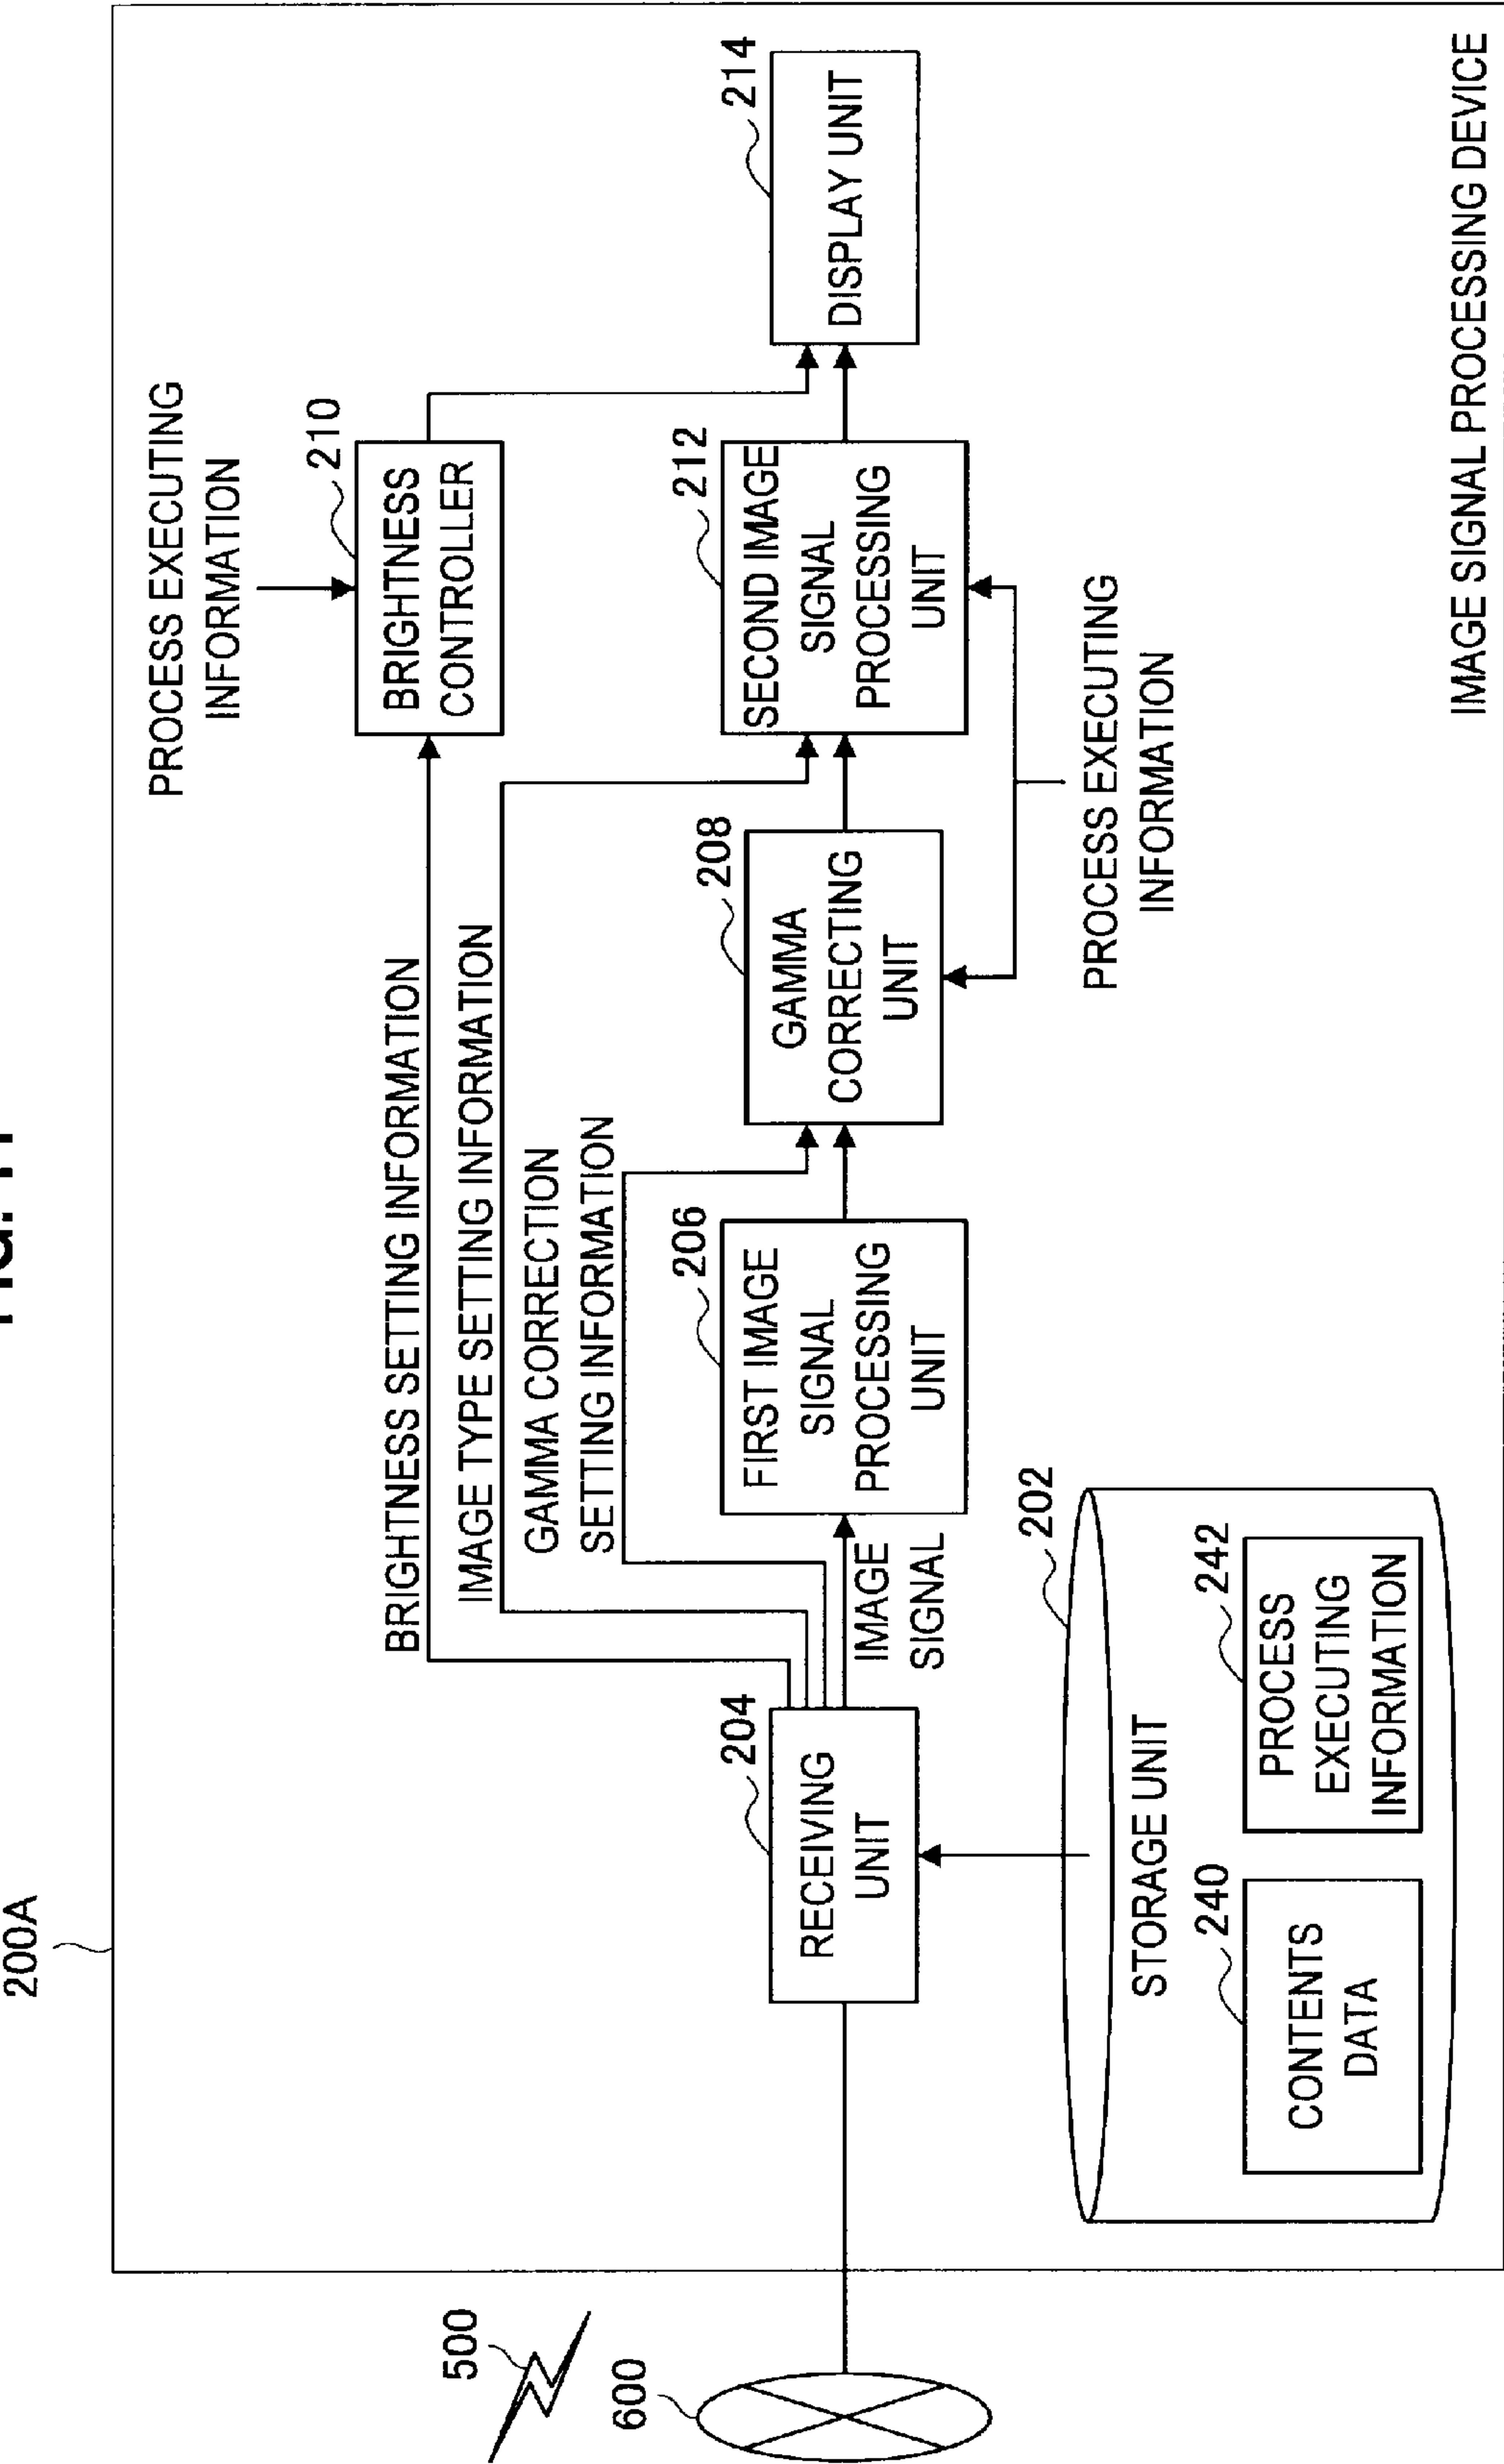 200A
PROCESS EXECUTING
INFORMATION
210
BRIGHTNESS
CONTROLLER
BRIGHTNESS SETTING INFORMATION
IMAGE TYPE SETTING INFORMATION
GAMMA CORRECTION
SETTING INFORMATION
500
600
204
RECEIVING
UNIT
IMAGE
SIGNAL
206
FIRST IMAGE
SIGNAL
PROCESSING
UNIT
208
GAMMA
CORRECTING
UNIT
212
SECOND IMAGE
SIGNAL
PROCESSING
UNIT
214
DISPLAY UNIT
PROCESS EXECUTING
INFORMATION
202
STORAGE UNIT
240
CONTENTS
DATA
242
PROCESS
EXECUTING
INFORMATION
IMAGE SIGNAL PROCESSING DEVICE